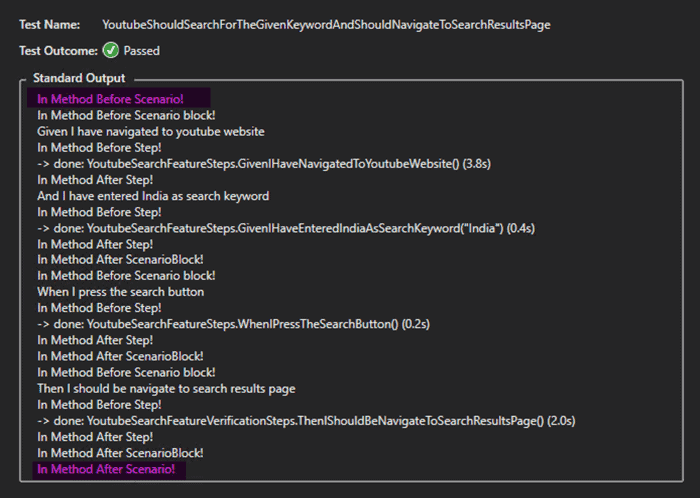 Test Name: YoutubeShouldSearchForTheGivenKeywordAndShouldNavigateToSearchResultsPage
Test Outcome: Passed
Standard Output
In Method Before Scenario!
In Method Before Scenario block!
Given I have navigated to youtube website
In Method Before Step!
-> done: YoutubeSearchFeatureSteps.GivenIHaveNavigatedToYoutubeWebsite() (3.8s)
In Method After Step!
And I have entered India as search keyword
In Method Before Step!
-> done: YoutubeSearchFeatureSteps.GivenIHaveEnteredIndiaAsSearchKeyword("India") (0.4s)
In Method After Step!
In Method After ScenarioBlock!
In Method Before Scenario block!
When I press the search button
In Method Before Step!
-> done: YoutubeSearchFeatureSteps.WhenIPressTheSearchButton() (0.2s)
In Method After Step!
In Method After ScenarioBlock!
In Method Before Scenario block!
Then I should be navigate to search results page
In Method Before Step!
-> done: YoutubeSearchFeatureVerificationSteps.ThenIShouldBeNavigateToSearchResultsPage() (2.0s)
In Method After Step!
In Method After ScenarioBlock!
In Method After Scenario!